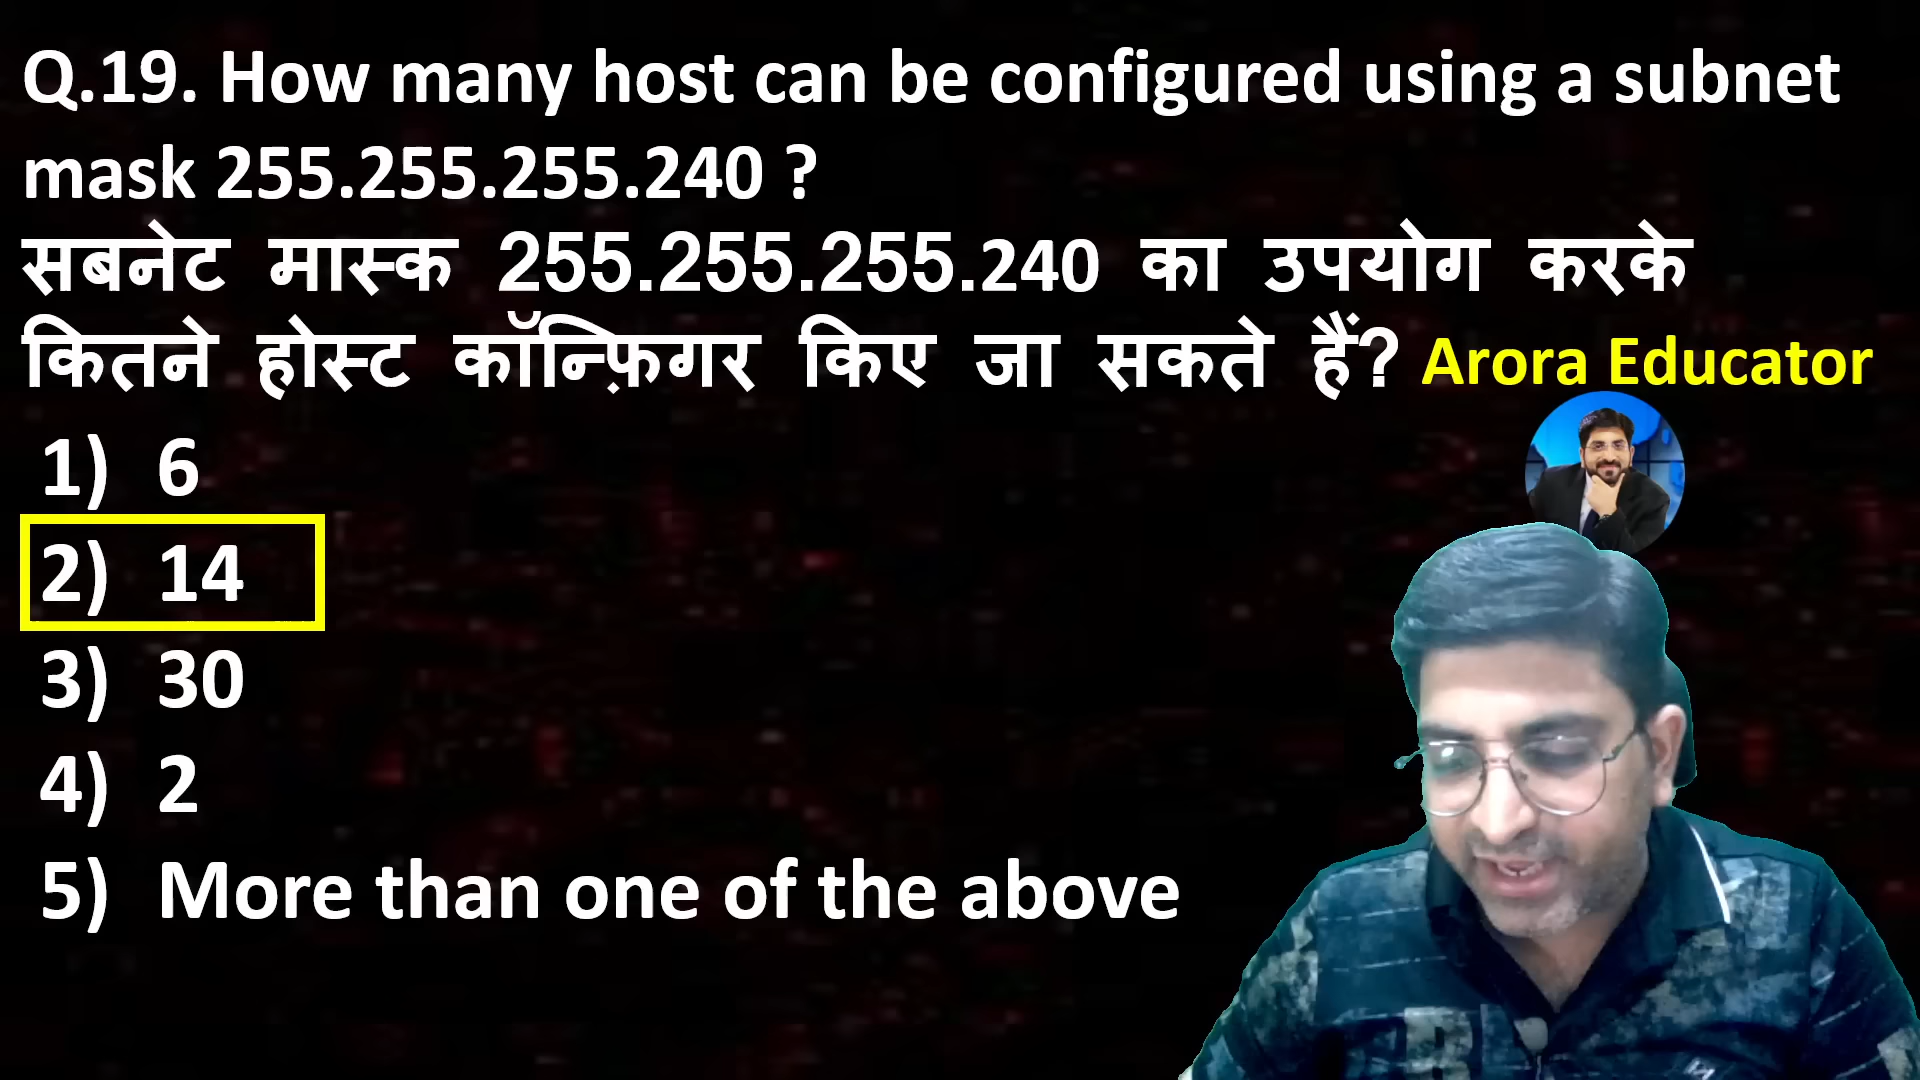 Q.19. How many host can be configured using a subnet
mask 255.255.255.240 ?
सबनेट मास्क 255.255.255.240 का उपयोग करके
कितने होस्ट कॉन्फ़िगर किए जा सकते हैं? Arora Educator
1) 6
2) 14
3) 30
4) 2
5) More than one of the above